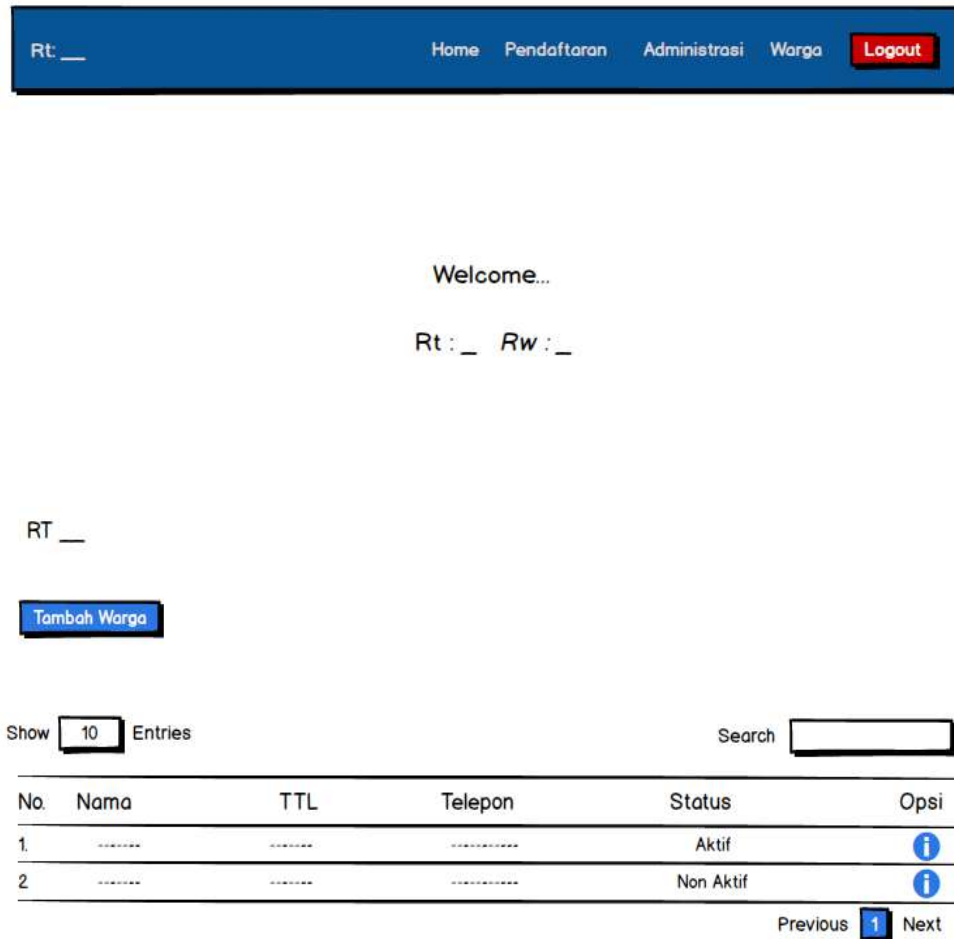 Rt: __ Home Pendaftaran Administrasi Warga Logout
Welcome...
Rt : _ Rw : _
RT __
Tambah Warga
Show 10 Entries Search
No. Nama TTL Telepon Status Opsi
1. ------- ------- ----------- Aktif i
2 ------- ------- ----------- Non Aktif i
Previous 1 Next